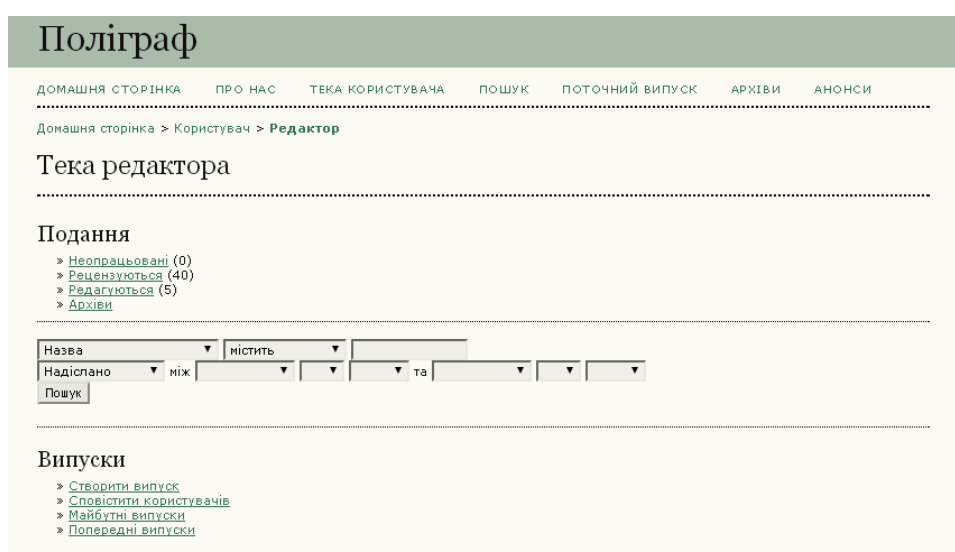 Поліграф
ДОМАШНЯ СТОРІНКА ПРО НАС ТЕКА КОРИСТУВАЧА ПОШУК ПОТОЧНИЙ ВИПУСК АРХІВИ АНОНСИ
Домашня сторінка > Користувач > Редактор
Тека редактора
Подання
» Неопрацьовані (0)
» Рецензуються (40)
» Редагуються (5)
» Архіви
Назва містить
Надіслано між та
Пошук
Випуски
» Створити випуск
» Сповістити користувачів
» Майбутні випуски
» Попередні випуски